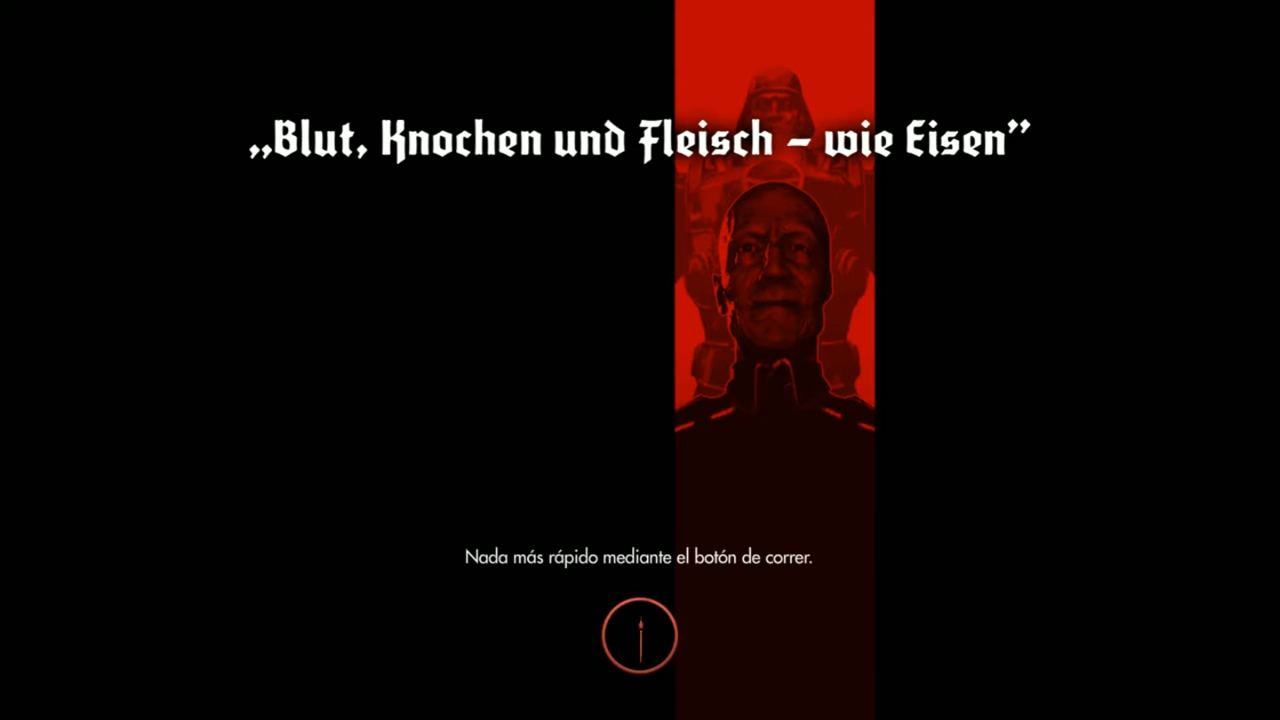 „Blut, Knochen und Fleisch – wie Eisen”
Nada más rápido mediante el botón de correr.